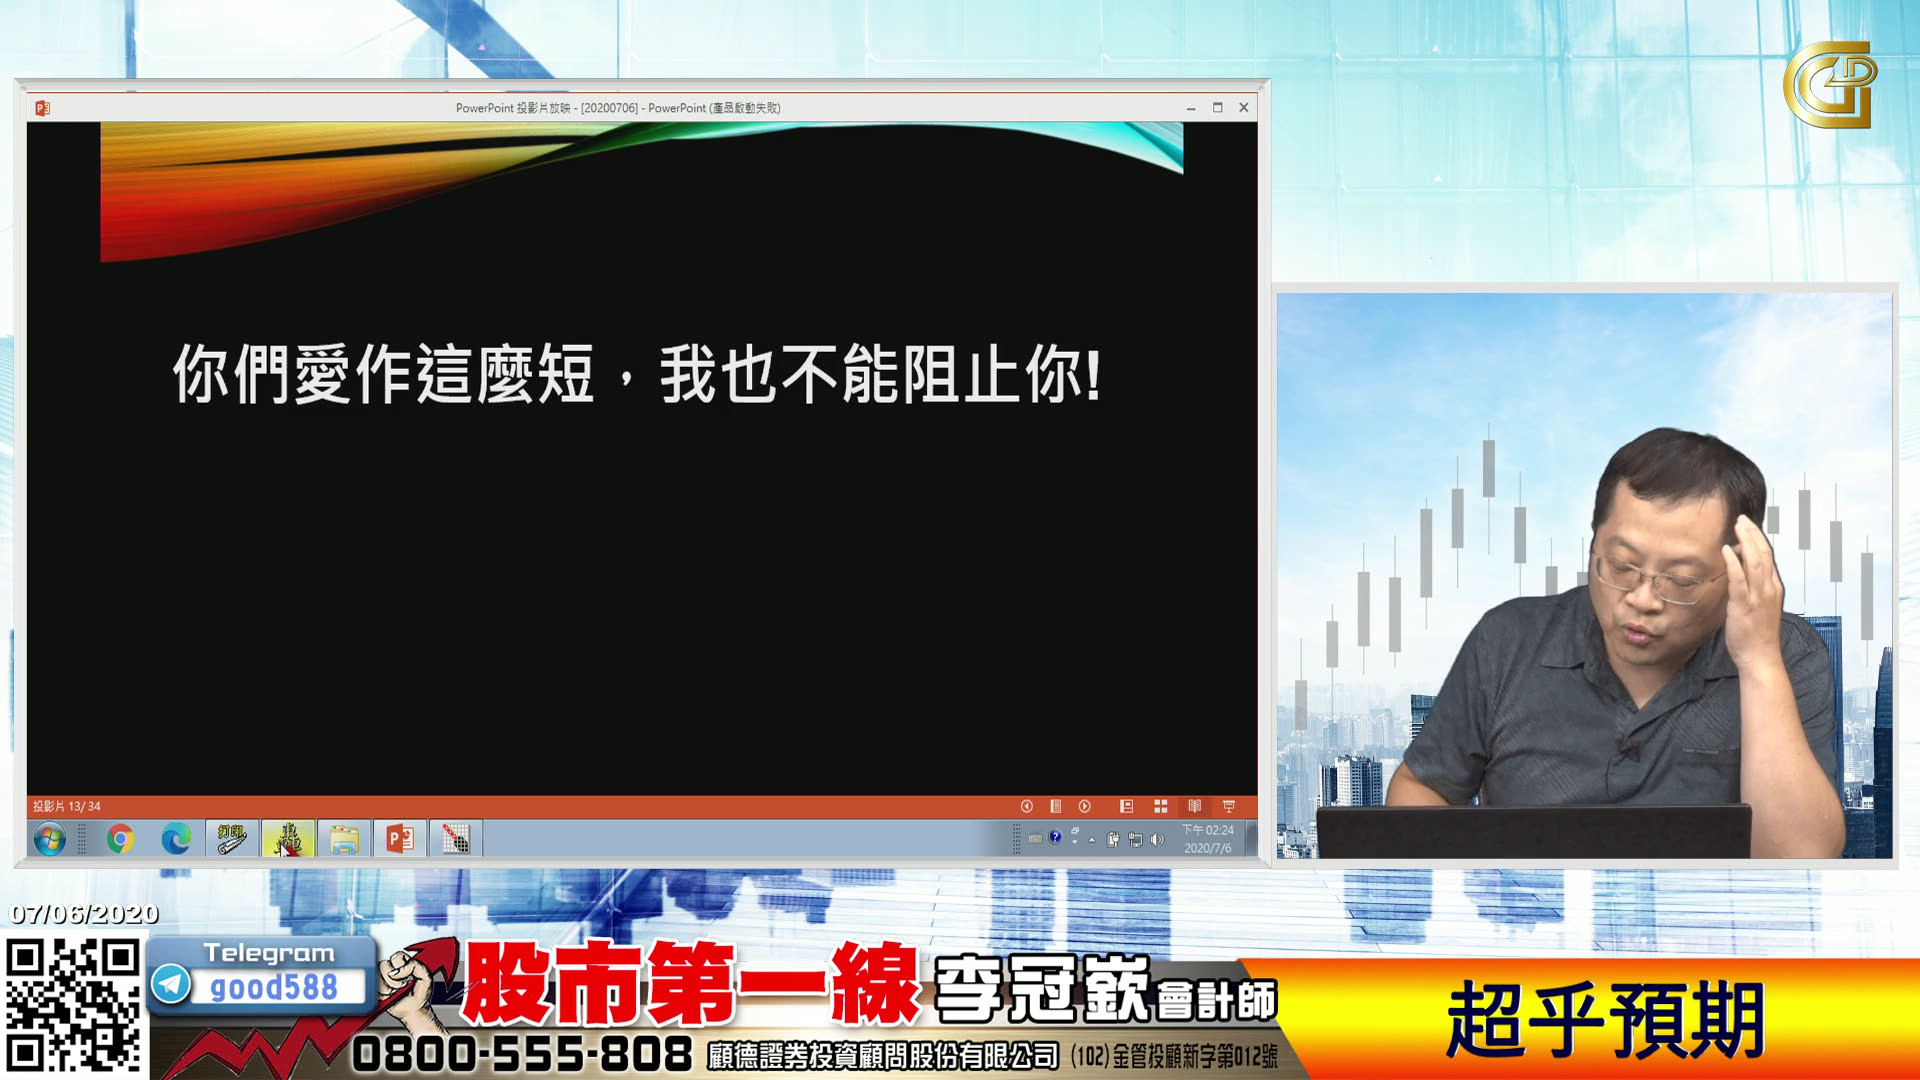 PowerPoint 投影片放映 - [20200706] - PowerPoint (產品啟動失敗)
你們愛作這麼短，我也不能阻止你!
投影片 13/34
下午 02:24
2020/7/6
07/06/2020
Telegram
good588
股市第一線 李冠嶔 會計師
0800-555-808 顧德證券投資顧問股份有限公司 (102)金管投顧新字第012號
超乎預期